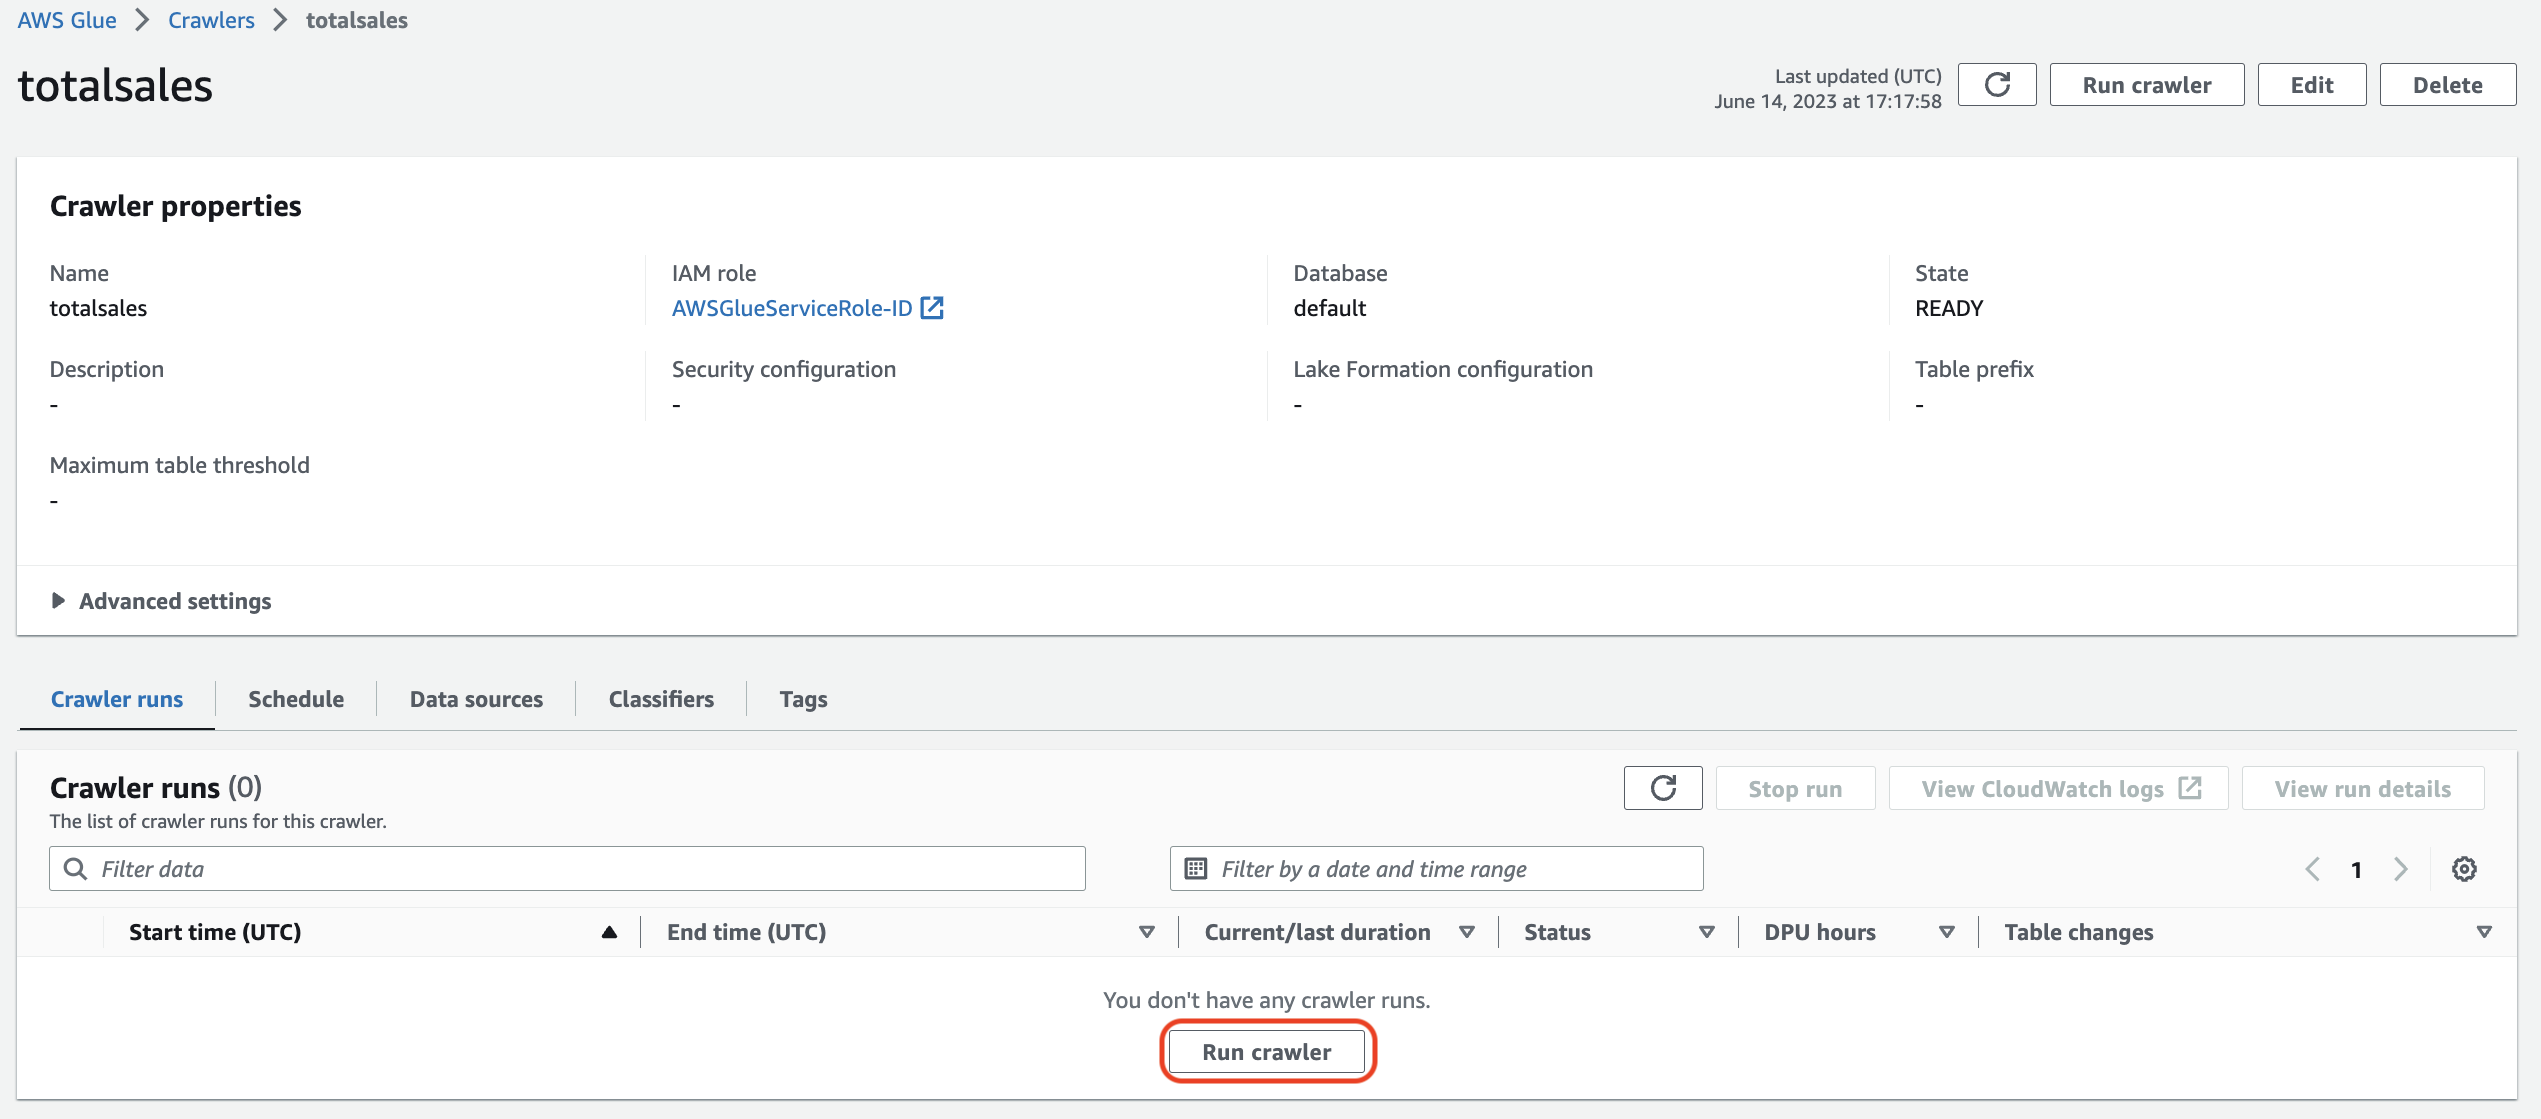 AWS Glue > Crawlers > totalsales
totalsales
Last updated (UTC)
June 14, 2023 at 17:17:58
Run crawler
Edit
Delete
Crawler properties
Name
totalsales
IAM role
AWSGlueServiceRole-ID
Database
default
State
READY
Description
-
Security configuration
-
Lake Formation configuration
-
Table prefix
-
Maximum table threshold
-
Advanced settings
Crawler runs
Schedule
Data sources
Classifiers
Tags
Crawler runs (0)
The list of crawler runs for this crawler.
Stop run
View CloudWatch logs
View run details
Filter data
Filter by a date and time range
1
Start time (UTC)
End time (UTC)
Current/last duration
Status
DPU hours
Table changes
You don't have any crawler runs.
Run crawler